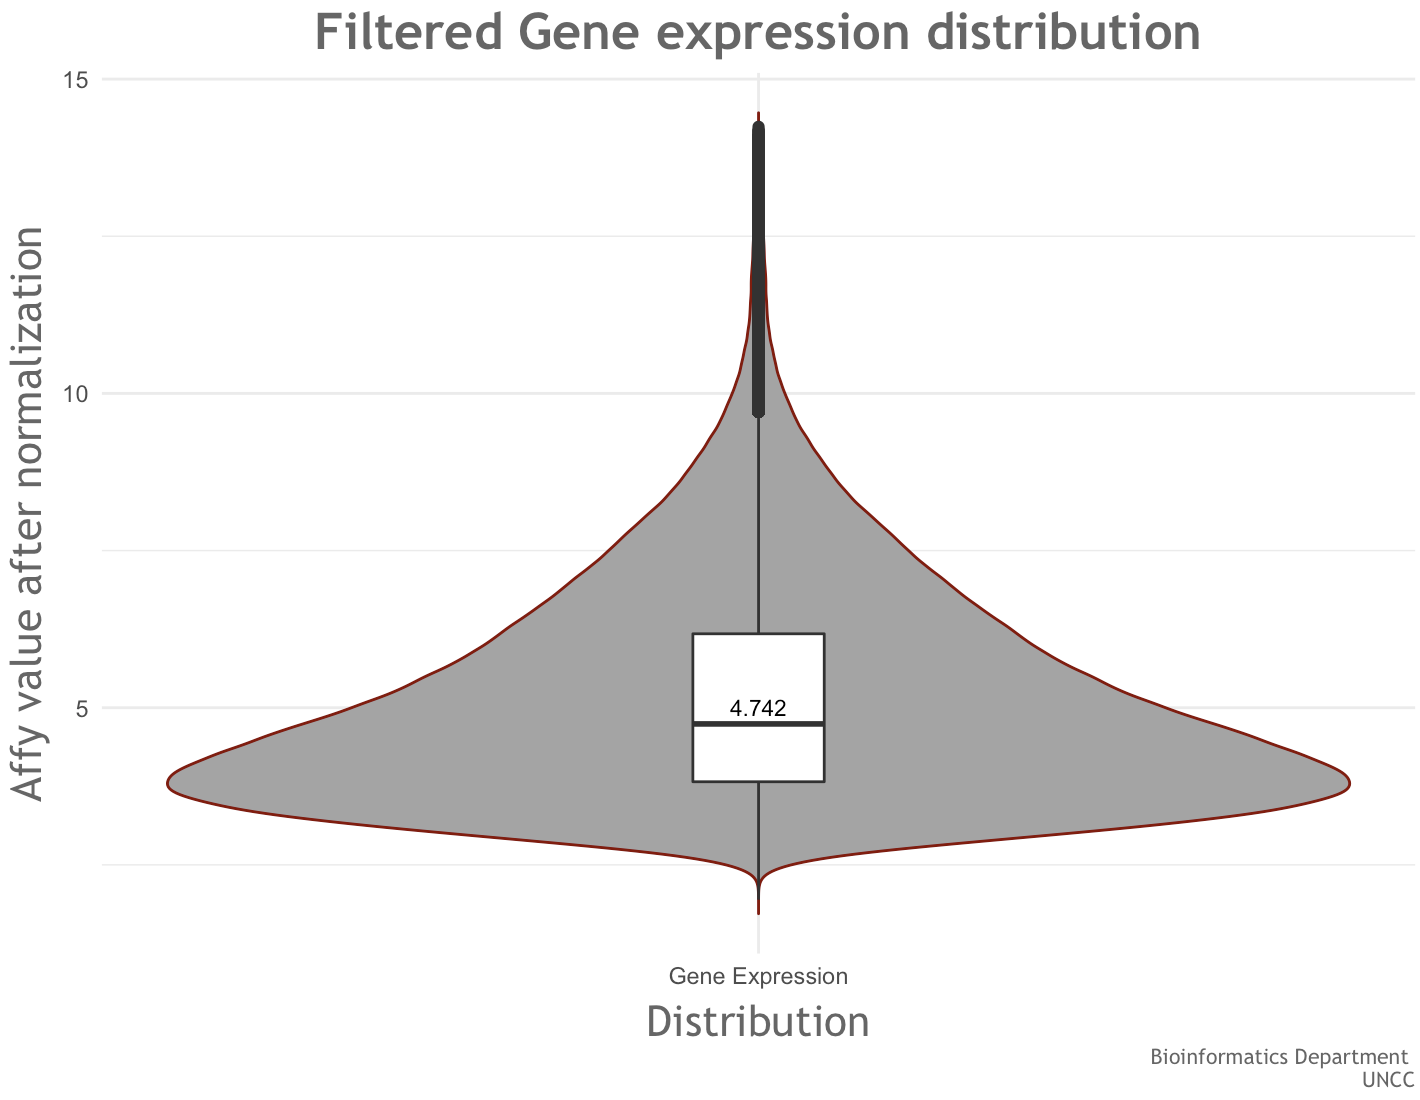 Filtered Gene expression distribution
Affy value after normalization
15
10
5
4.742
Gene Expression
Distribution
Bioinformatics Department
UNCC